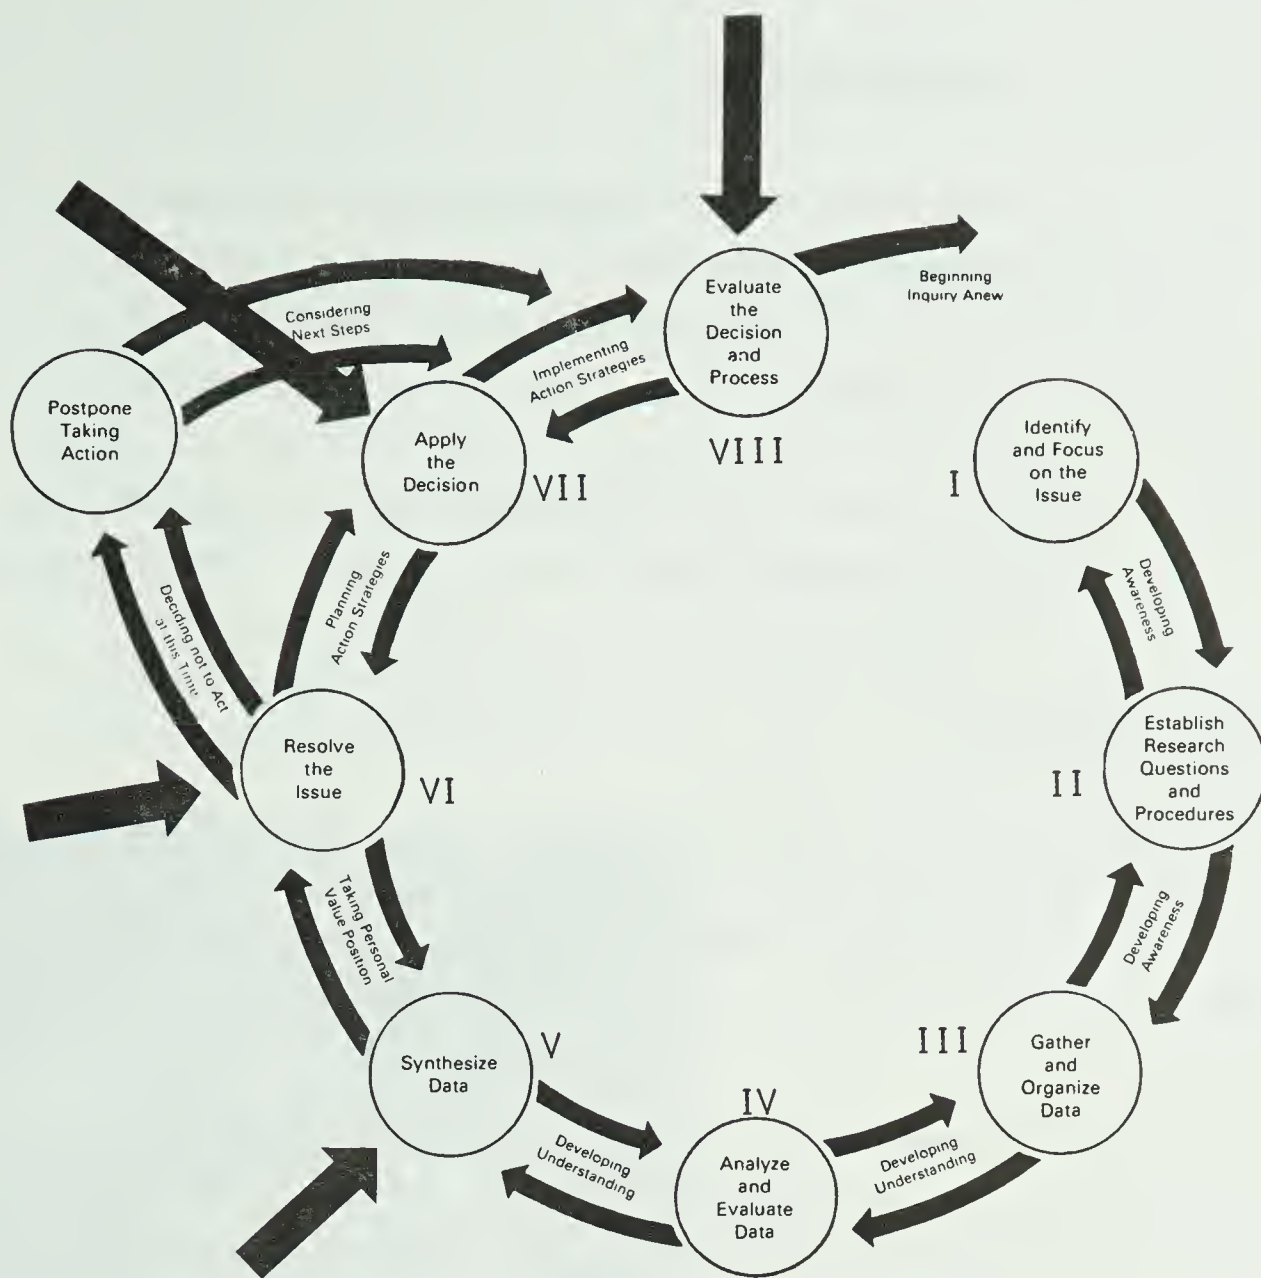 Evaluate
the
Decision
and
Process
VIII
Beginning
Inquiry Anew
Considering
Next Steps
Implementing
Action Strategies
Postpone
Taking
Action
Apply
the
Decision
VII
Identify
and Focus
on the
Issue
I
Developing
Awareness
Planning
Action Strategies
Deciding not to Act
at this Time
Resolve
the
Issue
VI
Establish
Research
Questions
and
Procedures
II
Taking Personal
Value Position
Developing
Awareness
Synthesize
Data
V
Gather
and
Organize
Data
III
Developing
Understanding
IV
Analyze
and
Evaluate
Data
Developing
Understanding